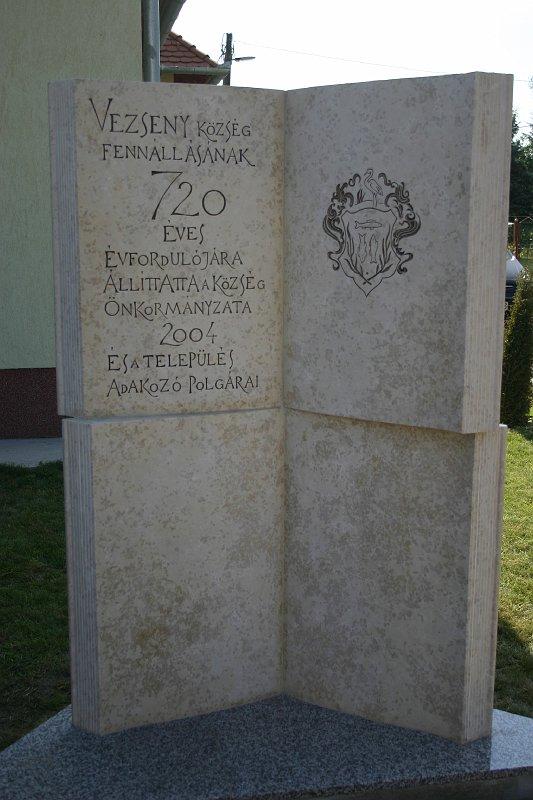 VEZSENY KÖZSÉG
FENNÁLLÁSÁNAK
720
ÉVES
ÉVFORDULÓJÁRA
ÁLLÍTTATTA A KÖZSÉG
ÖNKORMÁNYZATA
2004
ÉS A TELEPÜLÉS
ADAKOZÓ POLGÁRAI